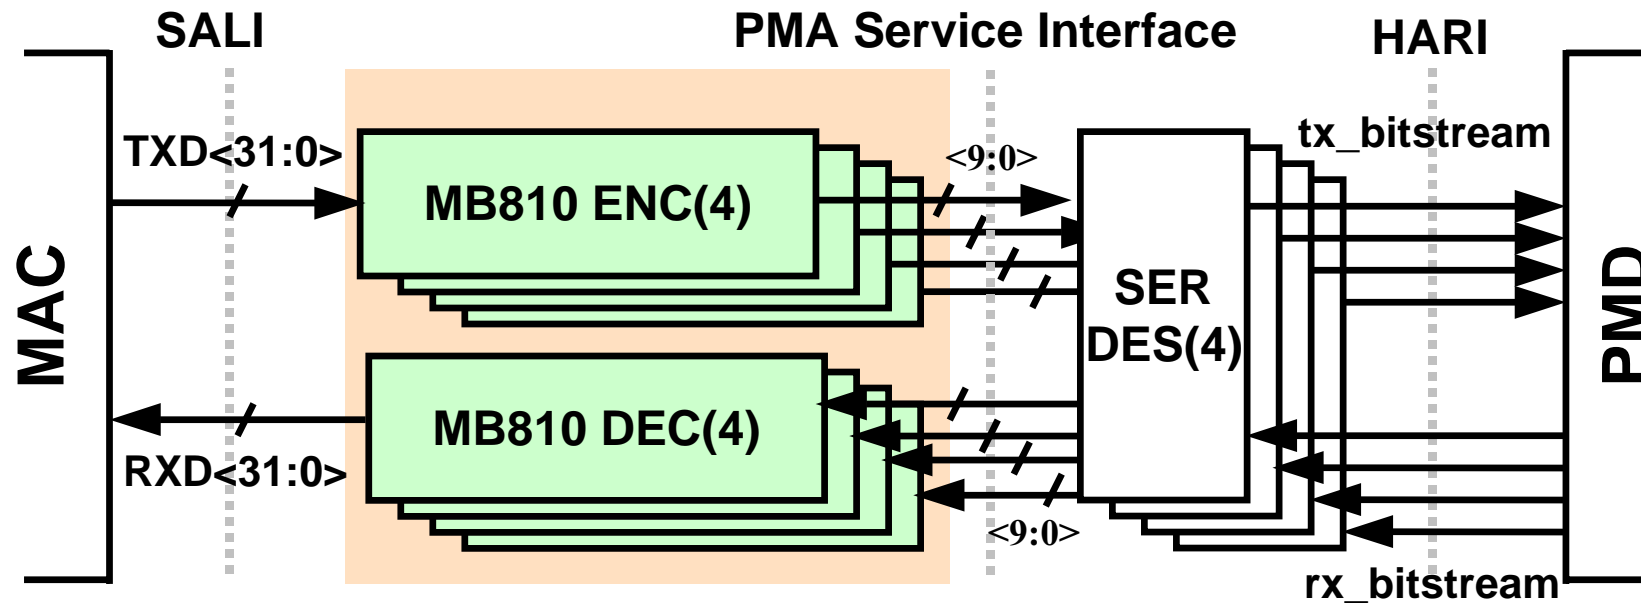 SALI
PMA Service Interface
HARI
TXD<31:0>
<9:0>
tx_bitstream
MB810 ENC(4)
MAC
SER
DES(4)
PMD
MB810 DEC(4)
RXD<31:0>
<9:0>
rx_bitstream